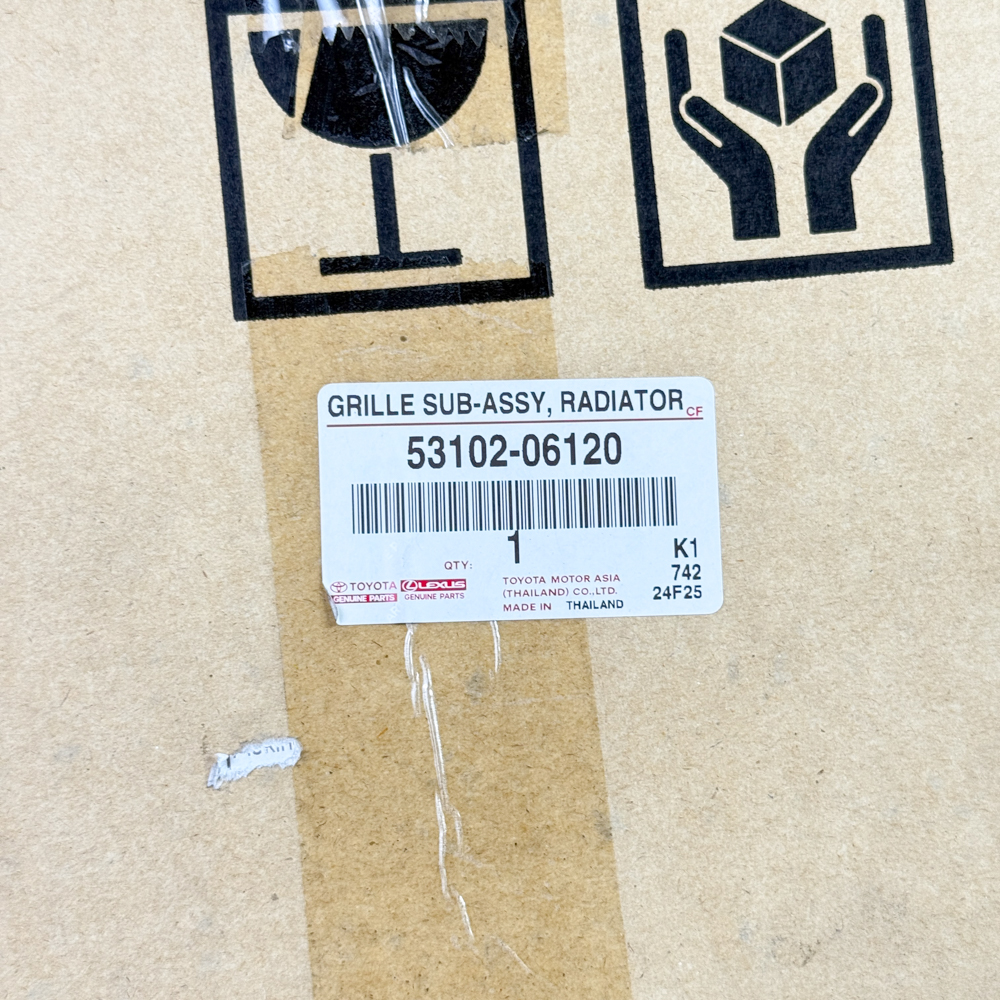 GRILLE SUB-ASSY, RADIATOR CF
53102-06120
1
QTY:
K1
742
24F25
TOYOTA
GENUINE PARTS
LEXUS
GENUINE PARTS
TOYOTA MOTOR ASIA
(THAILAND) CO.,LTD.
MADE IN THAILAND